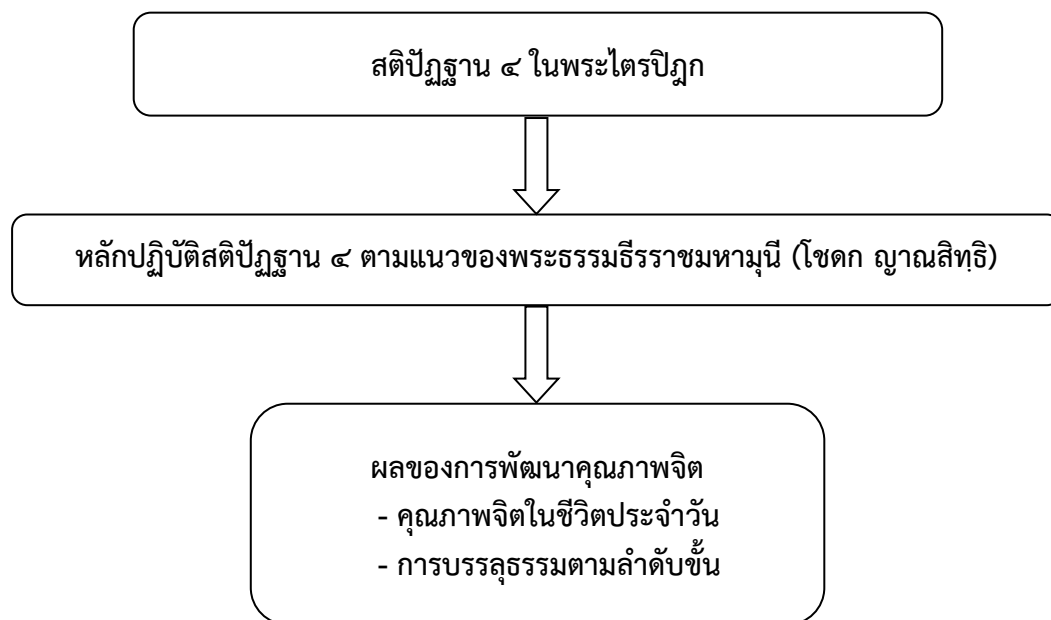 สติปัฏฐาน ๔ ในพระไตรปิฎก
หลักปฏิบัติสติปัฏฐาน ๔ ตามแนวของพระธรรมธีรราชมหามุนี (โชดก ญาณสิทฺธิ)
ผลของการพัฒนาคุณภาพจิต
- คุณภาพจิตในชีวิตประจำวัน
- การบรรลุธรรมตามลำดับขั้น